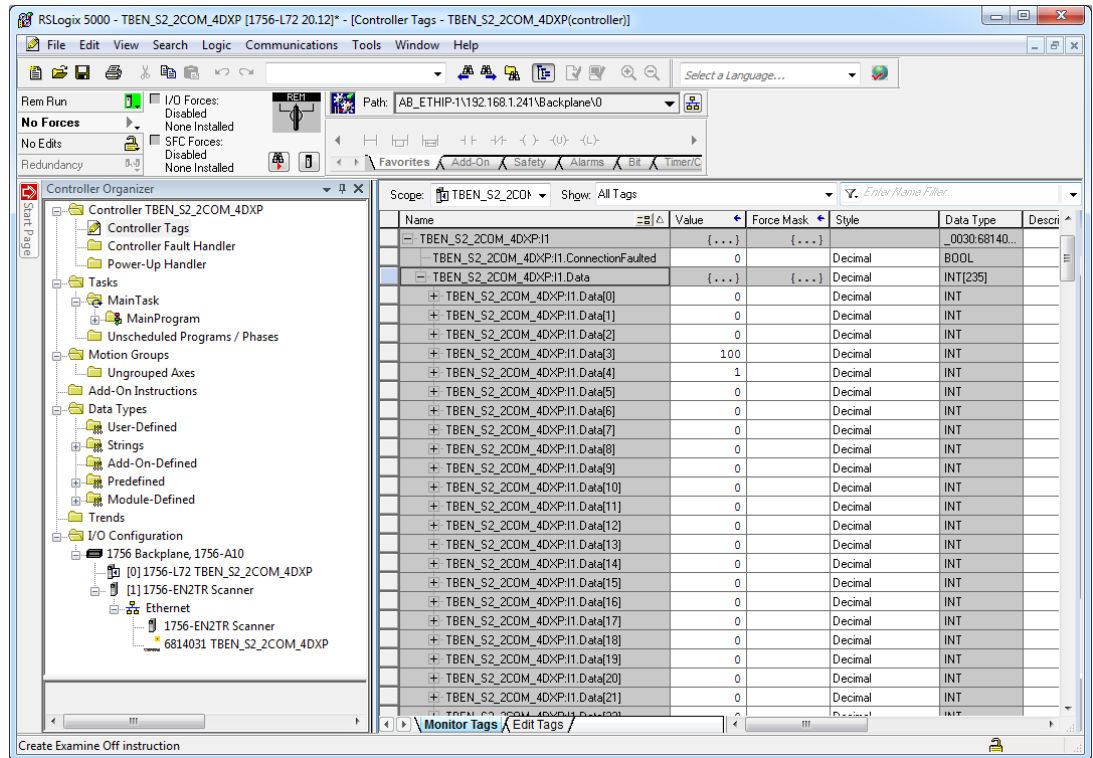 RSLogix 5000 - TBEN_S2_2COM_4DXP [1756-L72 20.12]* - [Controller Tags - TBEN_S2_2COM_4DXP(controller)]
File Edit View Search Logic Communications Tools Window Help
Select a Language...
Rem Run
No Forces
No Edits
Redundancy
I/O Forces:
Disabled
None Installed
SFC Forces:
Disabled
None Installed
REM
Path: AB_ETHIP-1\192.168.1.241\Backplane\0
Favorites Add-On Safety Alarms Bit Timer/C
Start Page
Controller Organizer
Controller TBEN_S2_2COM_4DXP
Controller Tags
Controller Fault Handler
Power-Up Handler
Tasks
MainTask
MainProgram
Unscheduled Programs / Phases
Motion Groups
Ungrouped Axes
Add-On Instructions
Data Types
User-Defined
Strings
Add-On-Defined
Predefined
Module-Defined
Trends
I/O Configuration
1756 Backplane, 1756-A10
[0] 1756-L72 TBEN_S2_2COM_4DXP
[1] 1756-EN2TR Scanner
Ethernet
1756-EN2TR Scanner
6814031 TBEN_S2_2COM_4DXP
Scope: TBEN_S2_2COM Show: All Tags Enter Name Filter...
Name Value Force Mask Style Data Type Descri
TBEN_S2_2COM_4DXP:I1 {...} {...} _0030:68140...
TBEN_S2_2COM_4DXP:I1.ConnectionFaulted 0 Decimal BOOL
TBEN_S2_2COM_4DXP:I1.Data {...} {...} Decimal INT[235]
TBEN_S2_2COM_4DXP:I1.Data[0] 0 Decimal INT
TBEN_S2_2COM_4DXP:I1.Data[1] 0 Decimal INT
TBEN_S2_2COM_4DXP:I1.Data[2] 0 Decimal INT
TBEN_S2_2COM_4DXP:I1.Data[3] 100 Decimal INT
TBEN_S2_2COM_4DXP:I1.Data[4] 1 Decimal INT
TBEN_S2_2COM_4DXP:I1.Data[5] 0 Decimal INT
TBEN_S2_2COM_4DXP:I1.Data[6] 0 Decimal INT
TBEN_S2_2COM_4DXP:I1.Data[7] 0 Decimal INT
TBEN_S2_2COM_4DXP:I1.Data[8] 0 Decimal INT
TBEN_S2_2COM_4DXP:I1.Data[9] 0 Decimal INT
TBEN_S2_2COM_4DXP:I1.Data[10] 0 Decimal INT
TBEN_S2_2COM_4DXP:I1.Data[11] 0 Decimal INT
TBEN_S2_2COM_4DXP:I1.Data[12] 0 Decimal INT
TBEN_S2_2COM_4DXP:I1.Data[13] 0 Decimal INT
TBEN_S2_2COM_4DXP:I1.Data[14] 0 Decimal INT
TBEN_S2_2COM_4DXP:I1.Data[15] 0 Decimal INT
TBEN_S2_2COM_4DXP:I1.Data[16] 0 Decimal INT
TBEN_S2_2COM_4DXP:I1.Data[17] 0 Decimal INT
TBEN_S2_2COM_4DXP:I1.Data[18] 0 Decimal INT
TBEN_S2_2COM_4DXP:I1.Data[19] 0 Decimal INT
TBEN_S2_2COM_4DXP:I1.Data[20] 0 Decimal INT
TBEN_S2_2COM_4DXP:I1.Data[21] 0 Decimal INT
Monitor Tags Edit Tags
Create Examine Off instruction